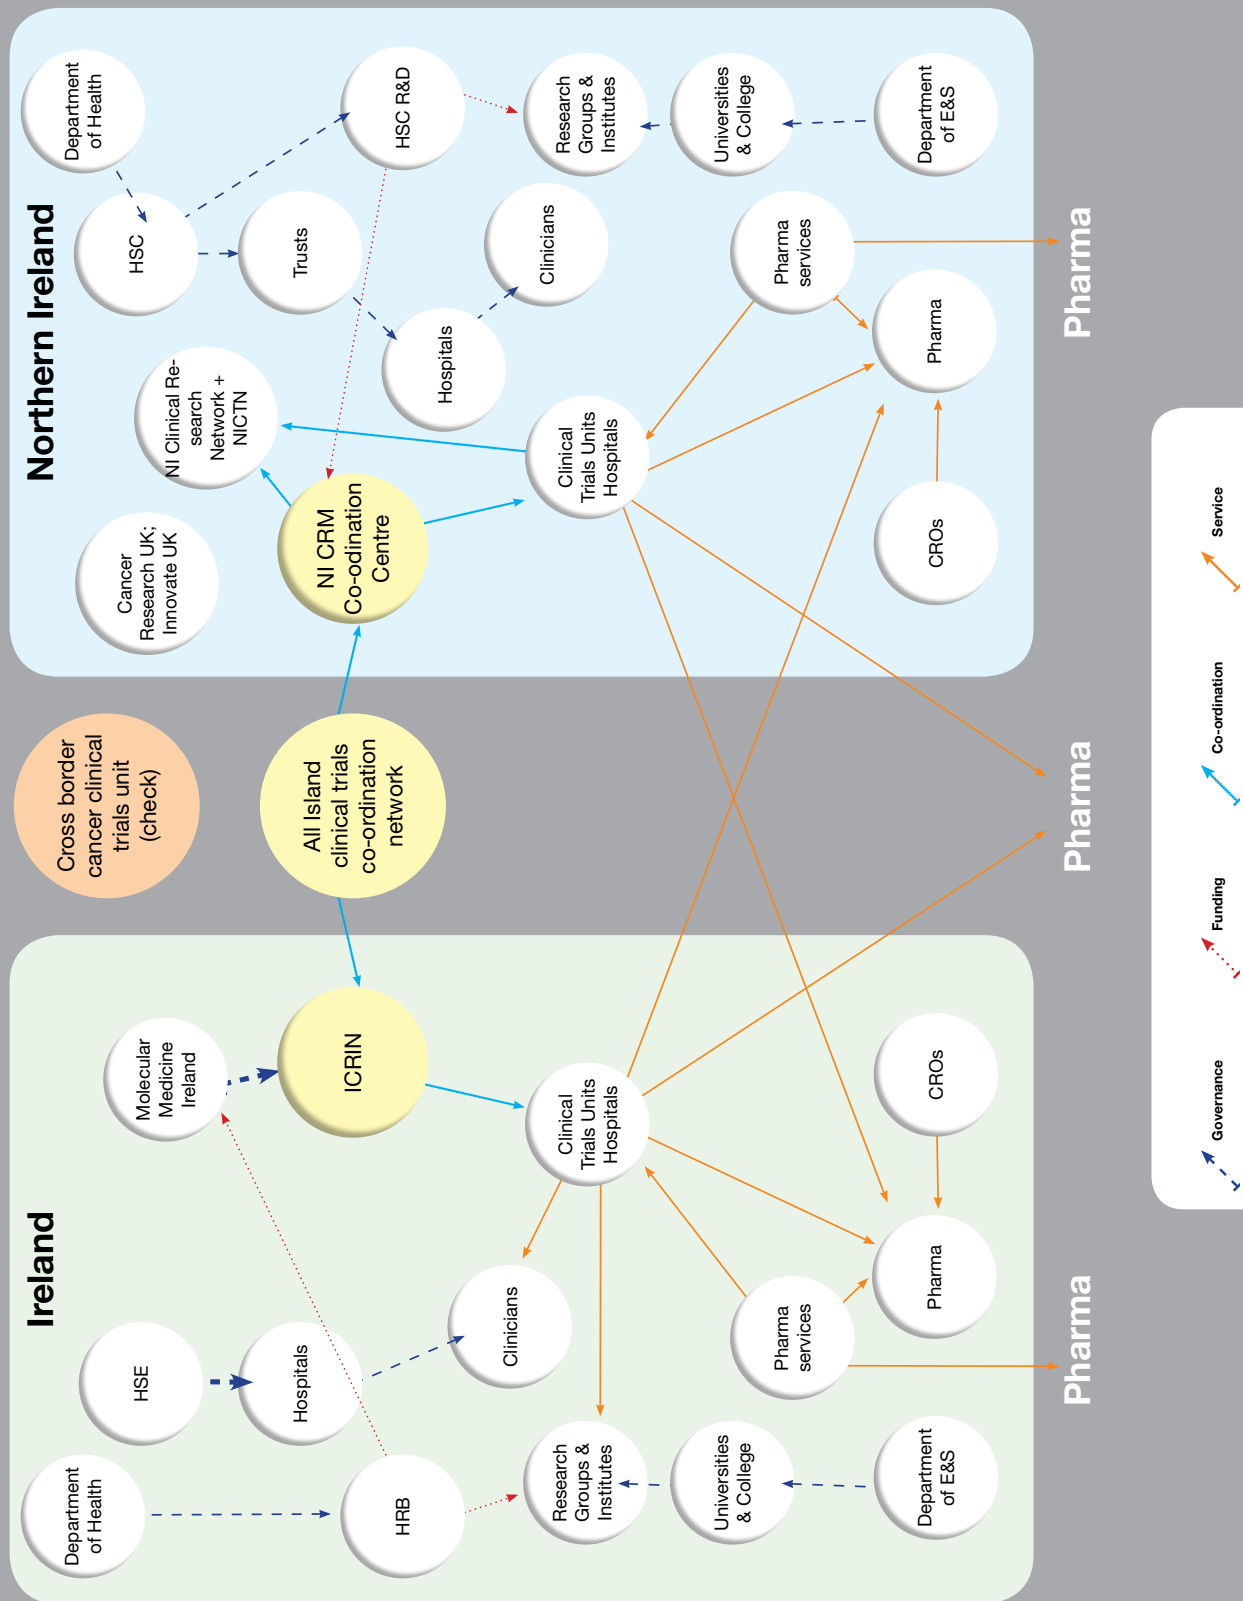 Ireland
Department
of Health
HSE
Molecular
Medicine
Ireland
Hospitals
ICRIN
HRB
Clinicians
Clinical
Trials Units
Hospitals
Research
Groups &
Institutes
Universities
& College
Pharma
services
Department
of E&S
Pharma
CROs
Pharma
Cross border
cancer clinical
trials unit
(check)
All Island
clinical trials
co-ordination
network
Pharma
Northern Ireland
Cancer
Research UK;
Innovate UK
NI Clinical Re-
search
Network +
NICTN
HSC
Department
of Health
NI CRM
Co-odination
Centre
Trusts
HSC R&D
Hospitals
Clinicians
Clinical
Trials Units
Hospitals
Research
Groups &
Institutes
Universities
& College
Pharma
services
CROs
Pharma
Department
of E&S
Pharma
Governance
Funding
Co-ordination
Service